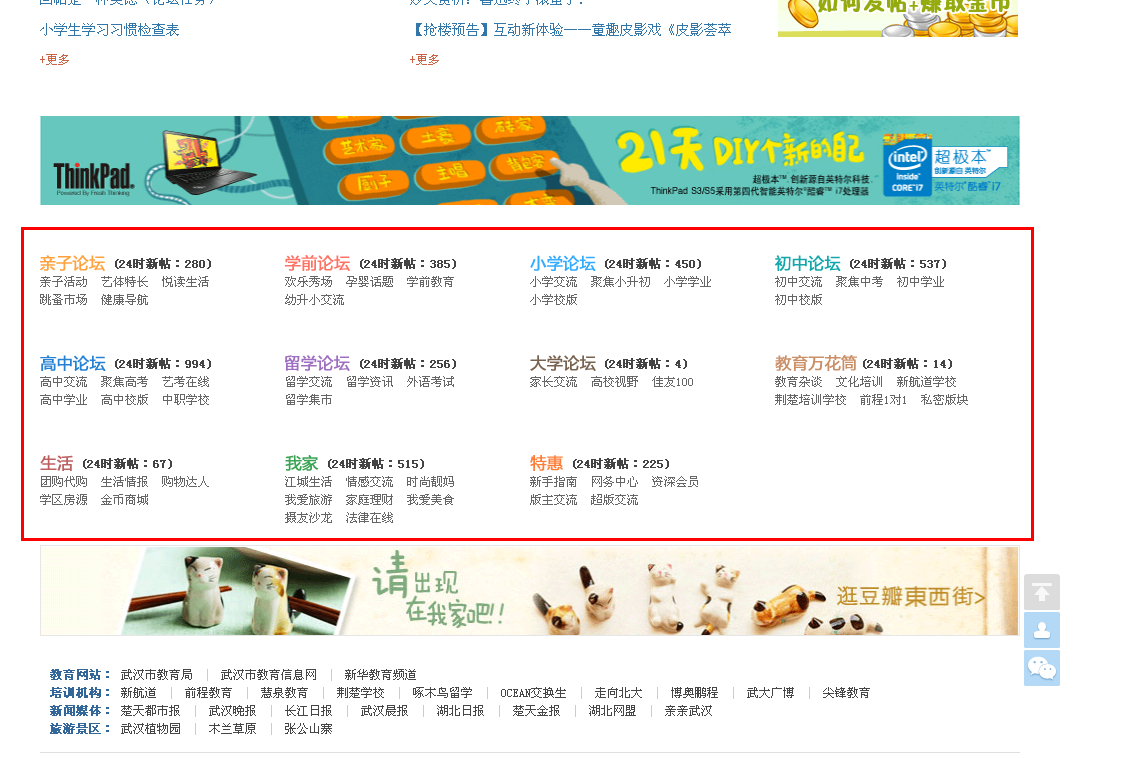 小学生学习习惯检查表
【抢楼预告】互动新体验——童趣皮影戏《皮影荟萃
如何发帖+赚取金币
+更多
+更多
ThinkPad.
Powered By Fresh Thinking
艺术家
土豪
砖家
厨子
主唱
背包家
21天DIY个新的自己
超极本™,创新源自英特尔科技.
ThinkPad S3/S5采用第四代智能英特尔®酷睿™ i7处理器
intel
inside™
CORE™i7
超极本™
创新源自 英特尔
英特尔®酷睿™i7
亲子论坛 (24时新帖：280)
亲子活动 艺体特长 悦读生活
跳蚤市场 健康导航
学前论坛 (24时新帖：385)
欢乐秀场 孕婴话题 学前教育
幼升小交流
小学论坛 (24时新帖：450)
小学交流 聚焦小升初 小学学业
小学校版
初中论坛 (24时新帖：537)
初中交流 聚焦中考 初中学业
初中校版
高中论坛 (24时新帖：994)
高中交流 聚焦高考 艺考在线
高中学业 高中校版 中职学校
留学论坛 (24时新帖：256)
留学交流 留学资讯 外语考试
留学集市
大学论坛 (24时新帖：4)
家长交流 高校视野 佳友100
教育万花筒 (24时新帖：14)
教育杂谈 文化培训 新航道学校
荆楚培训学校 前程1对1 私密版块
生活 (24时新帖：67)
团购代购 生活情报 购物达人
学区房源 金币商城
我家 (24时新帖：515)
江城生活 情感交流 时尚靓妈
我爱旅游 家庭理财 我爱美食
摄友沙龙 法律在线
特惠 (24时新帖：225)
新手指南 网务中心 资深会员
版主交流 超版交流
请出现
在我家吧!!
逛豆瓣東西街>
教育网站： 武汉市教育局 | 武汉市教育信息网 | 新华教育频道
培训机构： 新航道 | 前程教育 | 慧泉教育 | 荆楚学校 | 啄木鸟留学 | OCEAN交换生 | 走向北大 | 博奥鹏程 | 武大广博 | 尖锋教育
新闻媒体： 楚天都市报 | 武汉晚报 | 长江日报 | 武汉晨报 | 湖北日报 | 楚天金报 | 湖北网盟 | 亲亲武汉
旅游景区： 武汉植物园 | 木兰草原 | 张公山寨